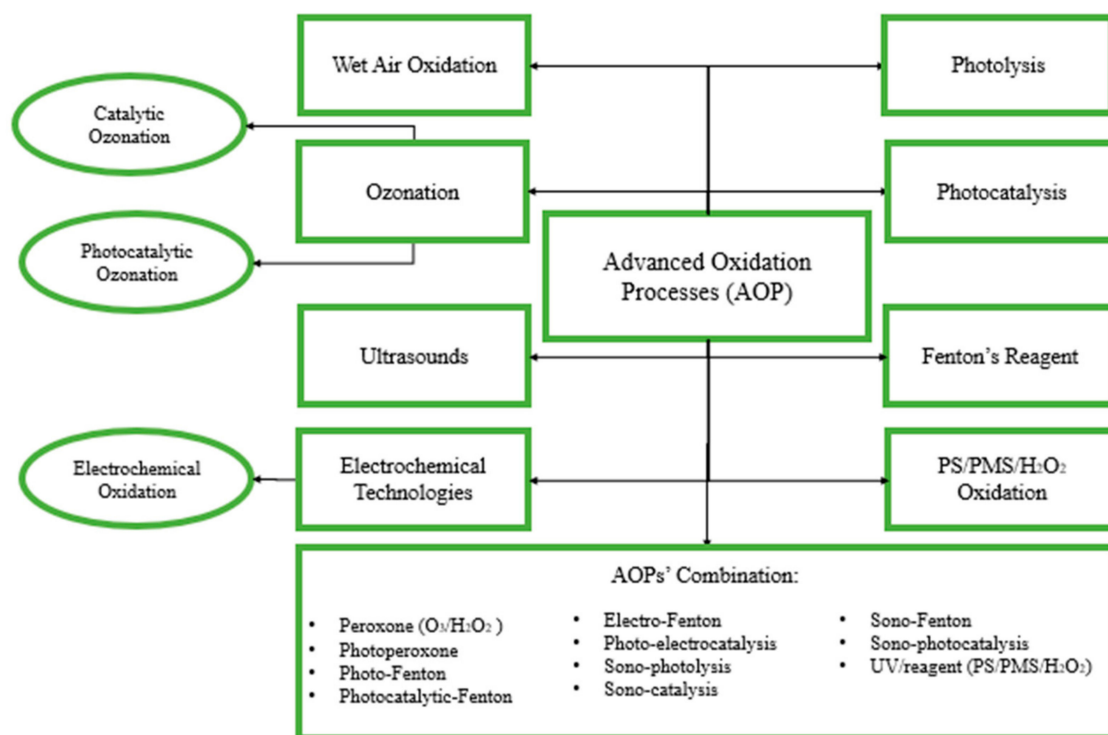 Wet Air Oxidation
Photolysis
Catalytic
Ozonation
Ozonation
Photocatalysis
Photocatalytic
Ozonation
Advanced Oxidation
Processes (AOP)
Ultrasounds
Fenton's Reagent
Electrochemical
Oxidation
Electrochemical
Technologies
PS/PMS/H₂O₂
Oxidation
AOPs' Combination:
• Peroxone (O₃/H₂O₂ )
• Photoperoxone
• Photo-Fenton
• Photocatalytic-Fenton
• Electro-Fenton
• Photo-electrocatalysis
• Sono-photolysis
• Sono-catalysis
• Sono-Fenton
• Sono-photocatalysis
• UV/reagent (PS/PMS/H₂O₂)